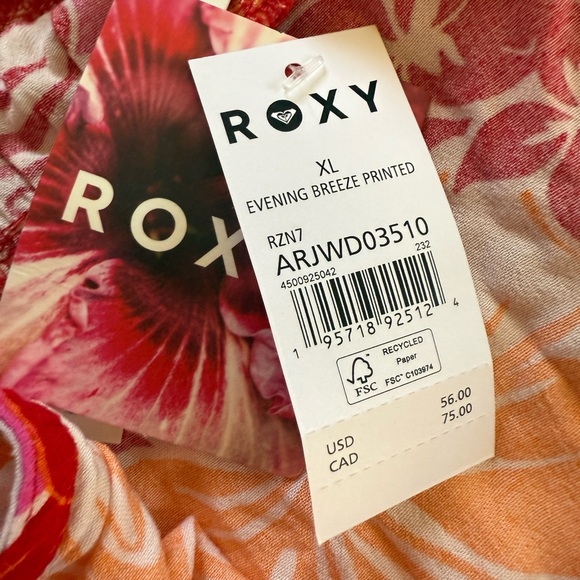 ROXY
ROXY
XL
EVENING BREEZE PRINTED
RZN7
ARJWD03510
4500925042 232
1 95718 92512 4
FSC
RECYCLED
Paper
FSC™ C103974
USD 56.00
CAD 75.00